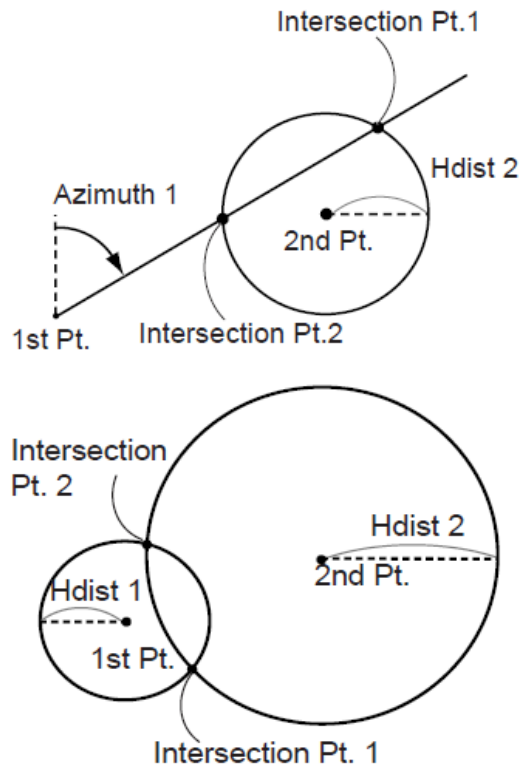 Intersection Pt.1
Hdist 2
Azimuth 1
2nd Pt.
1st Pt.
Intersection Pt.2
Intersection
Pt. 2
Hdist 2
2nd Pt.
Hdist 1
1st Pt.
Intersection Pt. 1